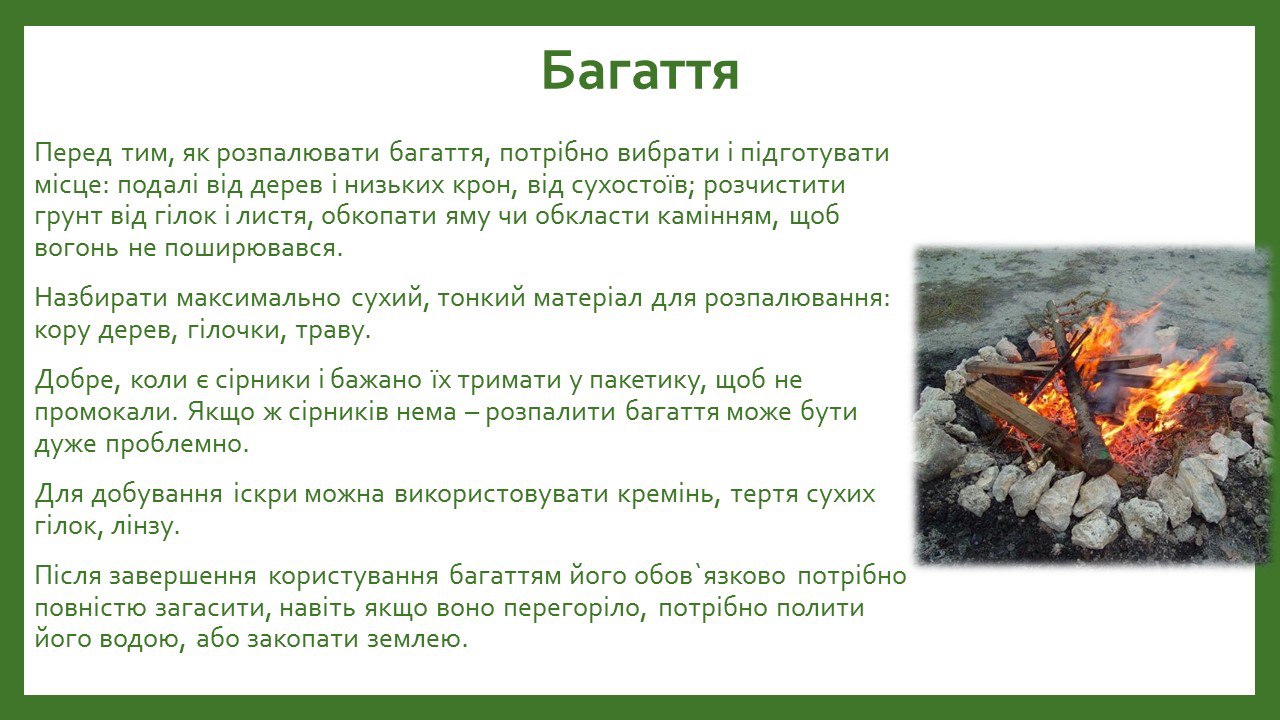 Багаття
Перед тим, як розпалювати багаття, потрібно вибрати і підготувати
місце: подалі від дерев і низьких крон, від сухостоїв; розчистити
грунт від гілок і листя, обкопати яму чи обкласти камінням, щоб
вогонь не поширювався.
Назбирати максимально сухий, тонкий матеріал для розпалювання:
кору дерев, гілочки, траву.
Добре, коли є сірники і бажано їх тримати у пакетику, щоб не
промокали. Якщо ж сірників нема – розпалити багаття може бути
дуже проблемно.
Для добування іскри можна використовувати кремінь, тертя сухих
гілок, лінзу.
Після завершення користування багаттям його обов`язково потрібно
повністю загасити, навіть якщо воно перегоріло, потрібно полити
його водою, або закопати землею.